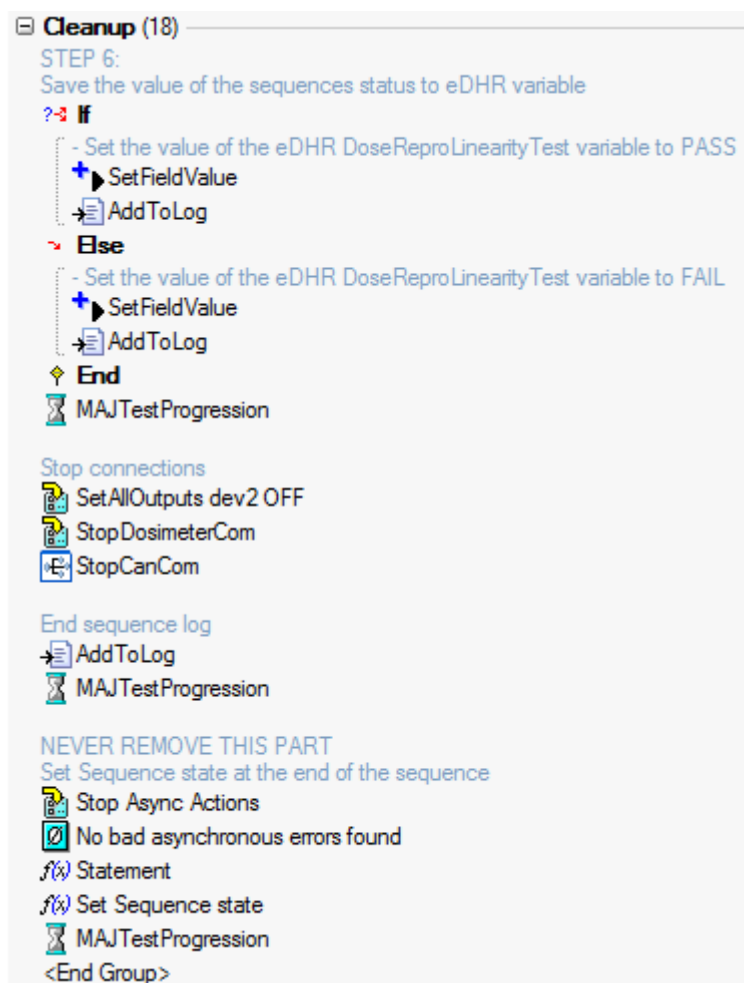 Cleanup (18)
STEP 6:
Save the value of the sequences status to eDHR variable
If
- Set the value of the eDHR DoseReproLinearityTest variable to PASS
SetFieldValue
AddToLog
Else
- Set the value of the eDHR DoseReproLinearityTest variable to FAIL
SetFieldValue
AddToLog
End
MAJTestProgression
Stop connections
SetAllOutputs dev2 OFF
StopDosimeterCom
StopCanCom
End sequence log
AddToLog
MAJTestProgression
NEVER REMOVE THIS PART
Set Sequence state at the end of the sequence
Stop Async Actions
No bad asynchronous errors found
f(x) Statement
f(x) Set Sequence state
MAJTestProgression
<End Group>